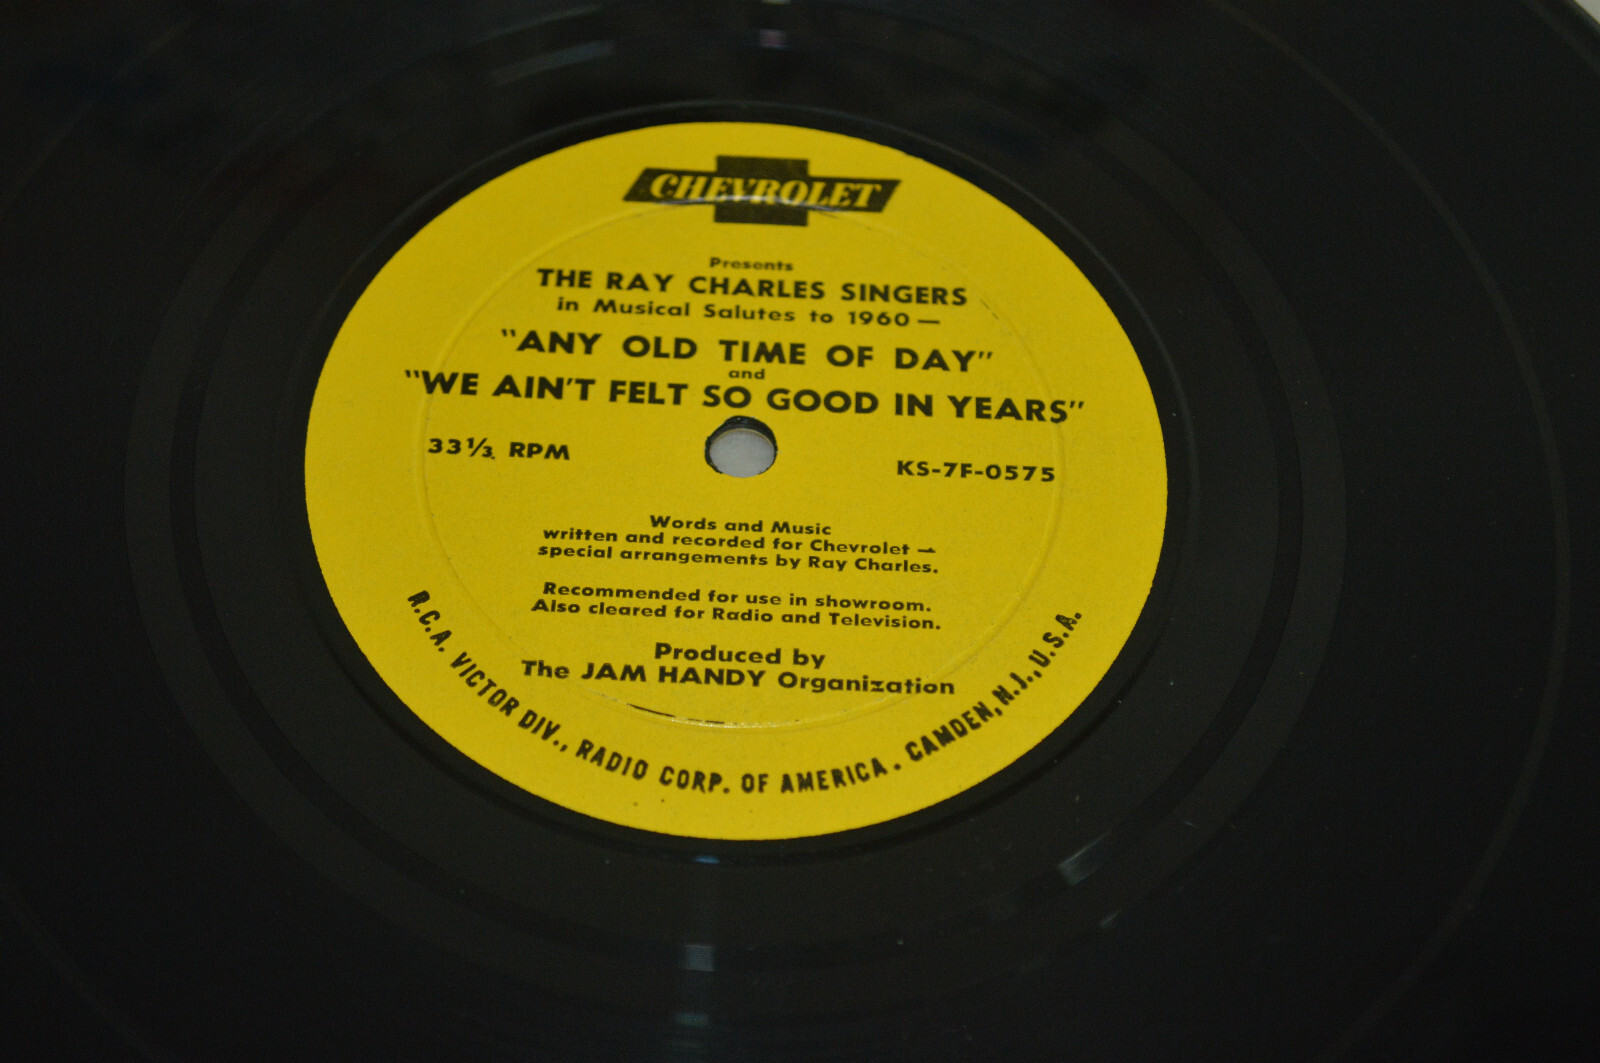 CHEVROLET
Presents
THE RAY CHARLES SINGERS
in Musical Salutes to 1960 —
"ANY OLD TIME OF DAY"
and
"WE AIN'T FELT SO GOOD IN YEARS"
33⅓ RPM
KS-7F-0575
Words and Music
written and recorded for Chevrolet —
special arrangements by Ray Charles.
Recommended for use in showroom.
Also cleared for Radio and Television.
Produced by
The JAM HANDY Organization
R.C.A. VICTOR DIV., RADIO CORP. OF AMERICA. CAMDEN, N.J., U.S.A.